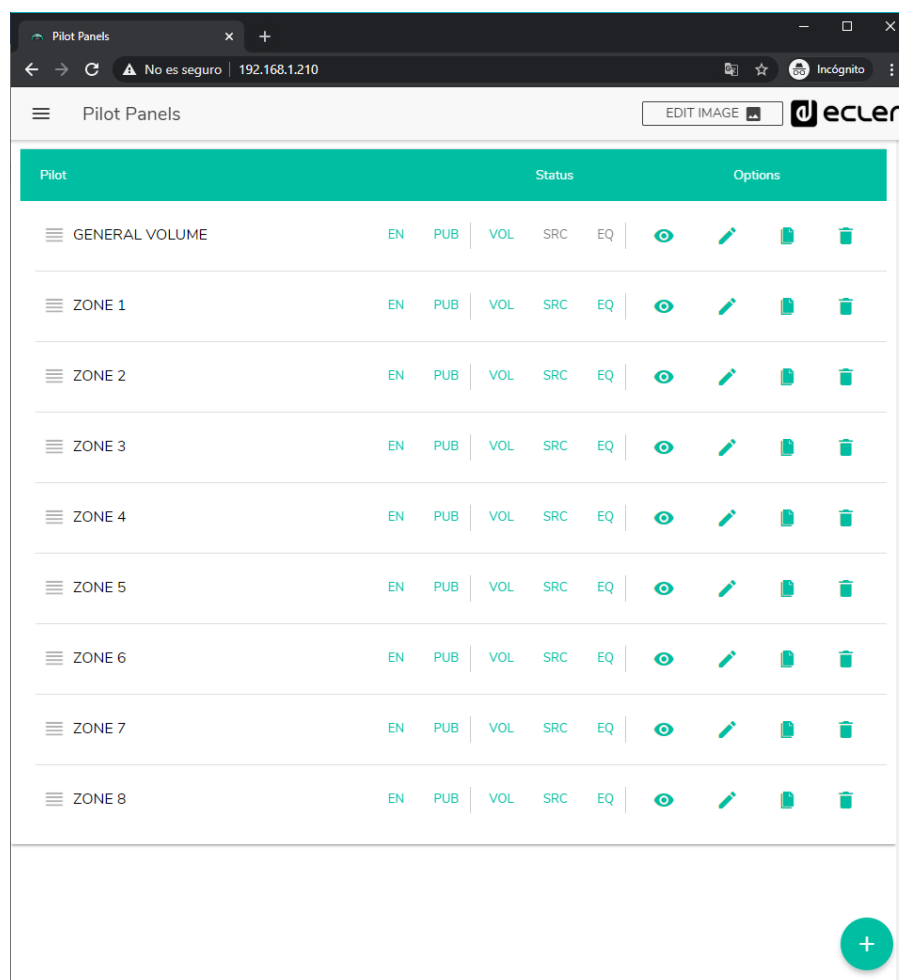 Pilot Panels
No es seguro 192.168.1.210 Incógnito
Pilot Panels EDIT IMAGE ecler
Pilot Status Options
GENERAL VOLUME EN PUB VOL SRC EQ
ZONE 1 EN PUB VOL SRC EQ
ZONE 2 EN PUB VOL SRC EQ
ZONE 3 EN PUB VOL SRC EQ
ZONE 4 EN PUB VOL SRC EQ
ZONE 5 EN PUB VOL SRC EQ
ZONE 6 EN PUB VOL SRC EQ
ZONE 7 EN PUB VOL SRC EQ
ZONE 8 EN PUB VOL SRC EQ